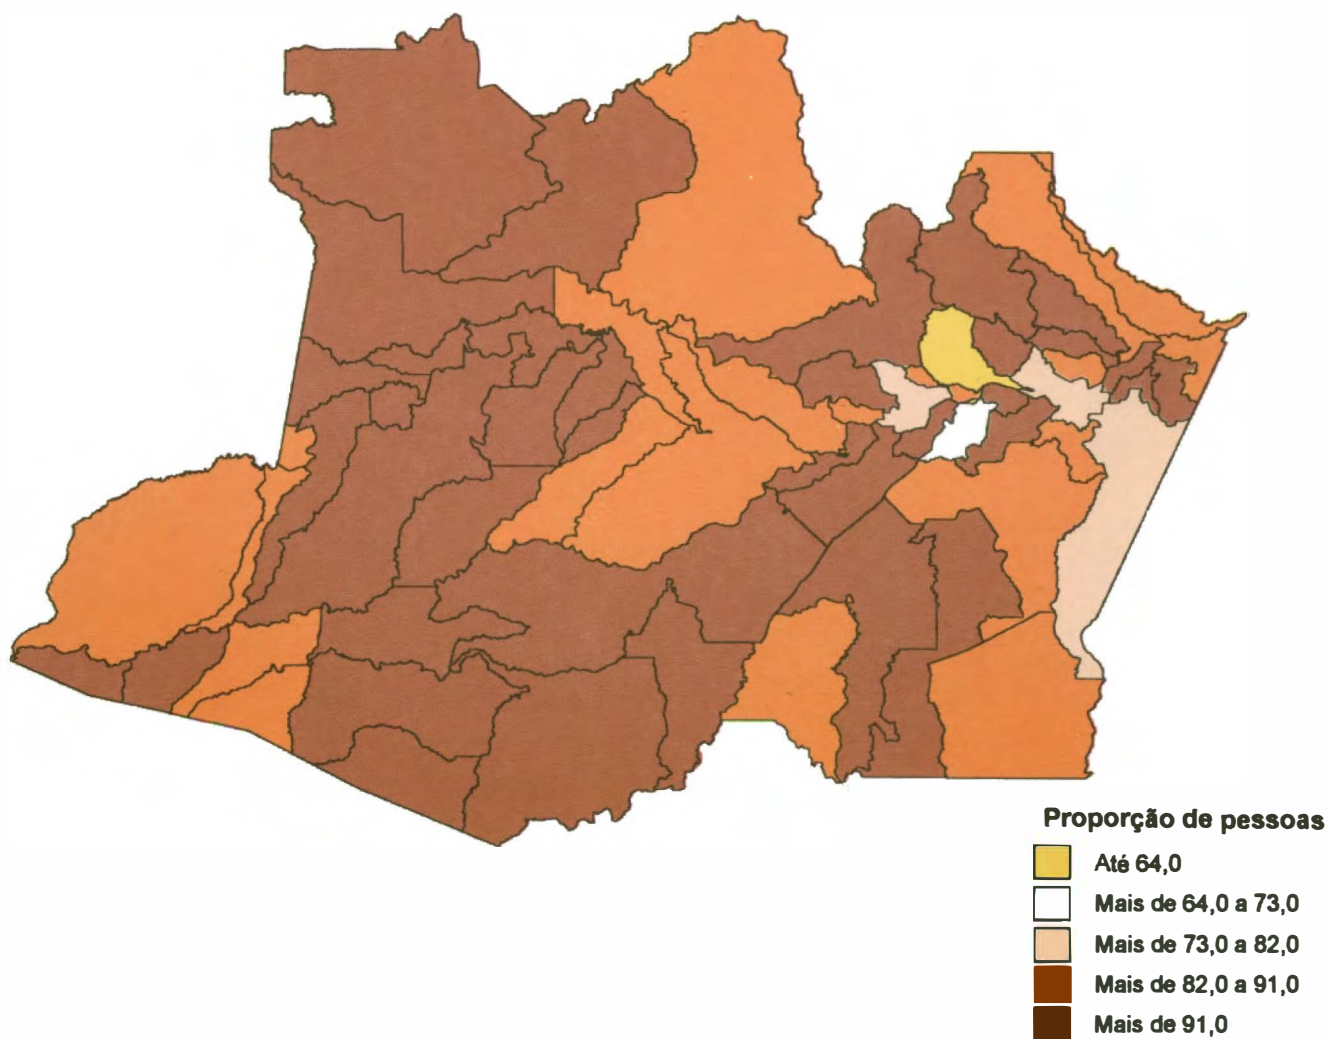 Proporção de pessoas
Até 64,0
Mais de 64,0 a 73,0
Mais de 73,0 a 82,0
Mais de 82,0 a 91,0
Mais de 91,0